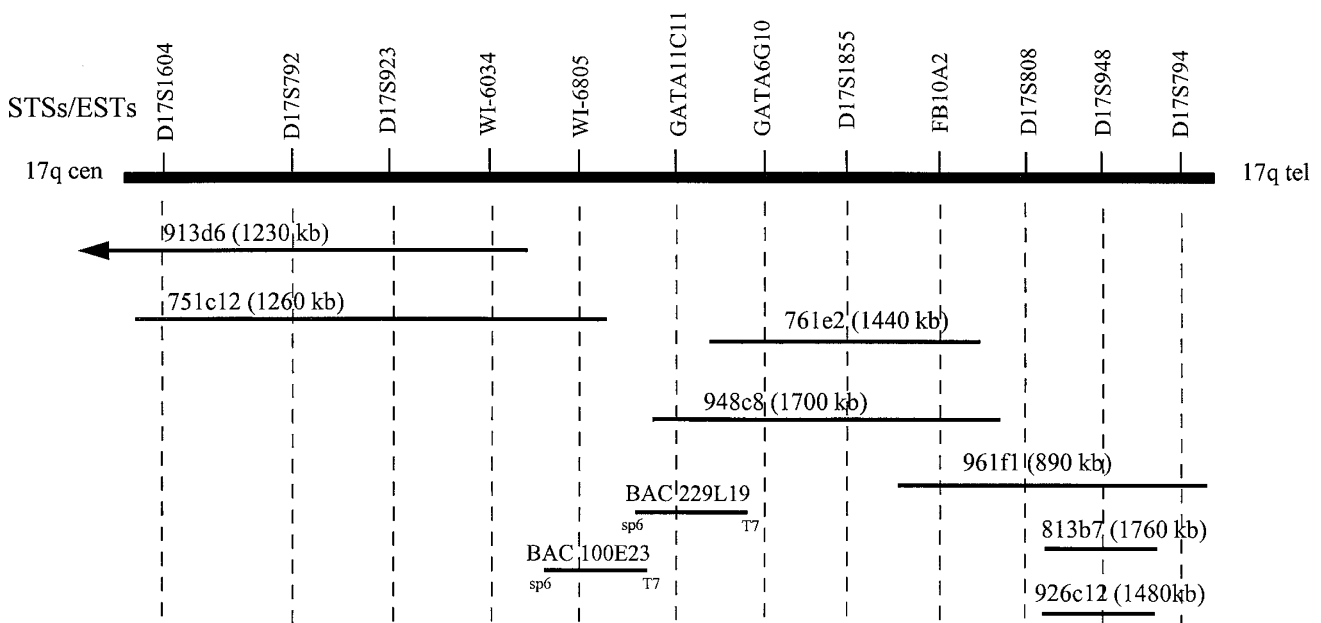 D17S1604
D17S792
D17S923
WI-6034
WI-6805
GATA11C11
GATA6G10
D17S1855
FB10A2
D17S808
D17S948
D17S794
STSs/ESTs
17q cen
17q tel
913d6 (1230 kb)
751c12 (1260 kb)
761e2 (1440 kb)
948c8 (1700 kb)
961f1 (890 kb)
BAC 229L19
sp6 T7
813b7 (1760 kb)
BAC 100E23
sp6 T7
926c12 (1480kb)